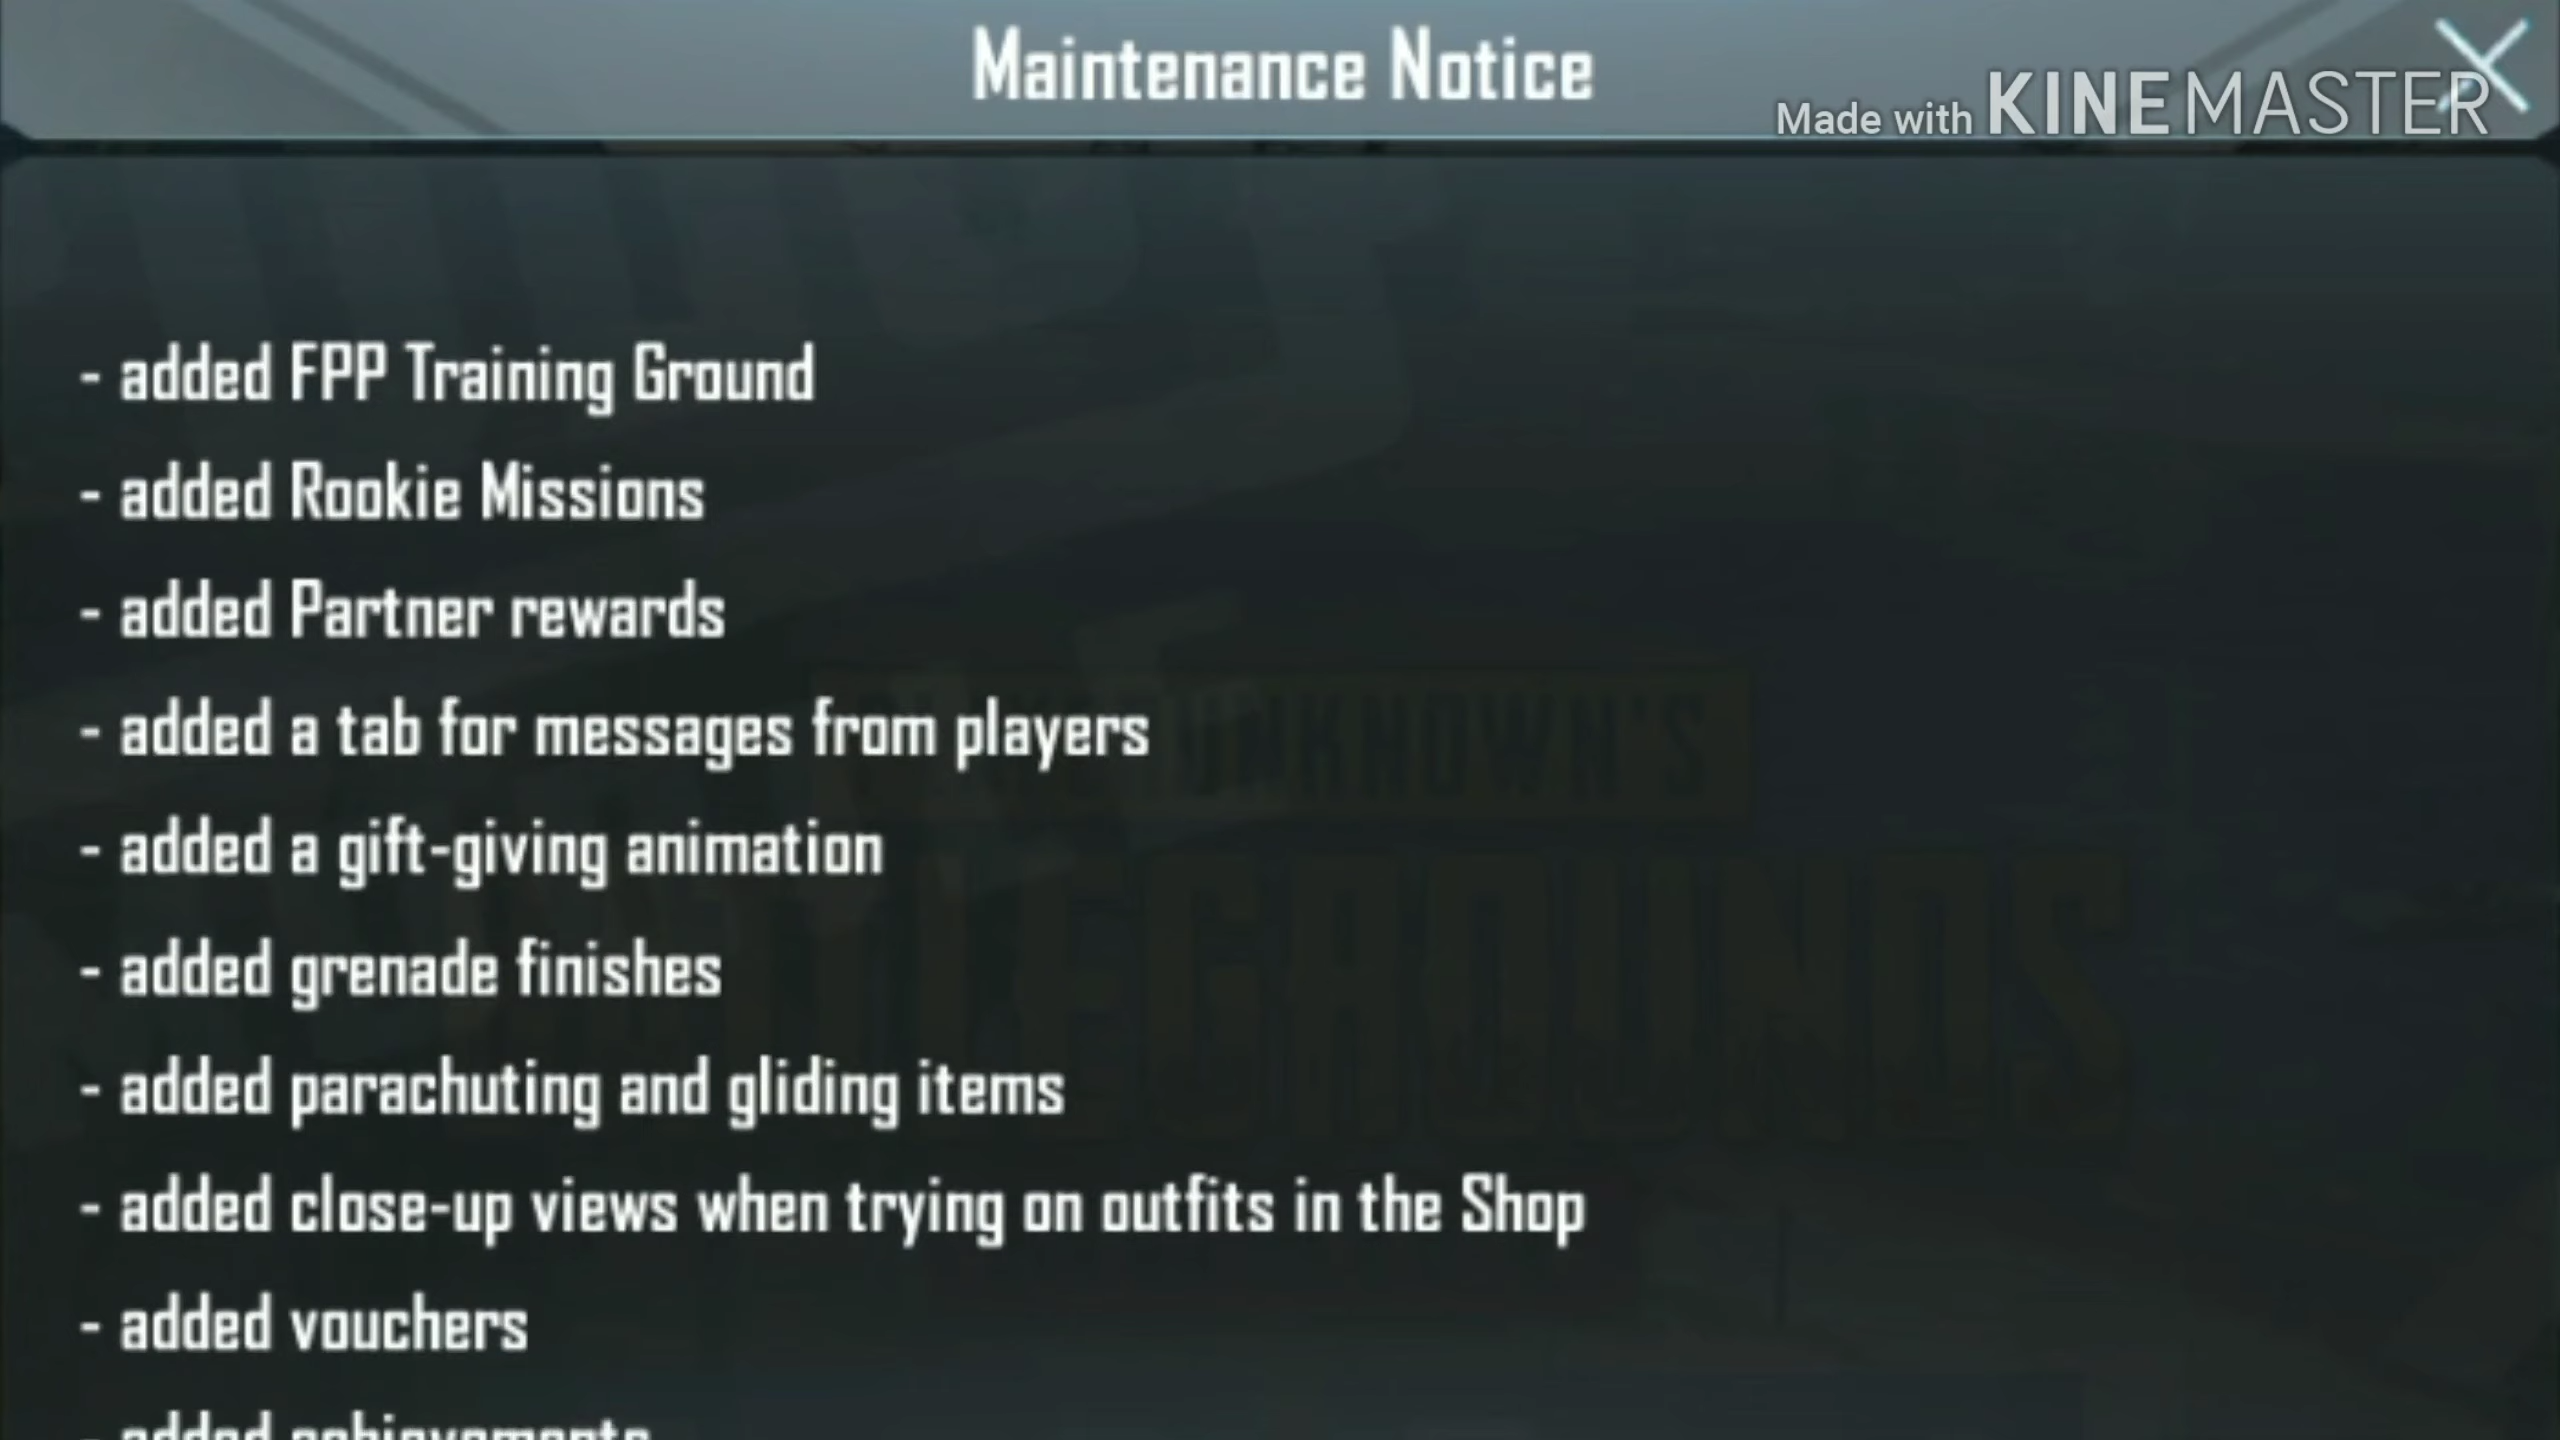 Maintenance Notice
Made with KINEMASTER
- added FPP Training Ground
- added Rookie Missions
- added Partner rewards
- added a tab for messages from players
- added a gift-giving animation
- added grenade finishes
- added parachuting and gliding items
- added close-up views when trying on outfits in the Shop
- added vouchers
- added achievements